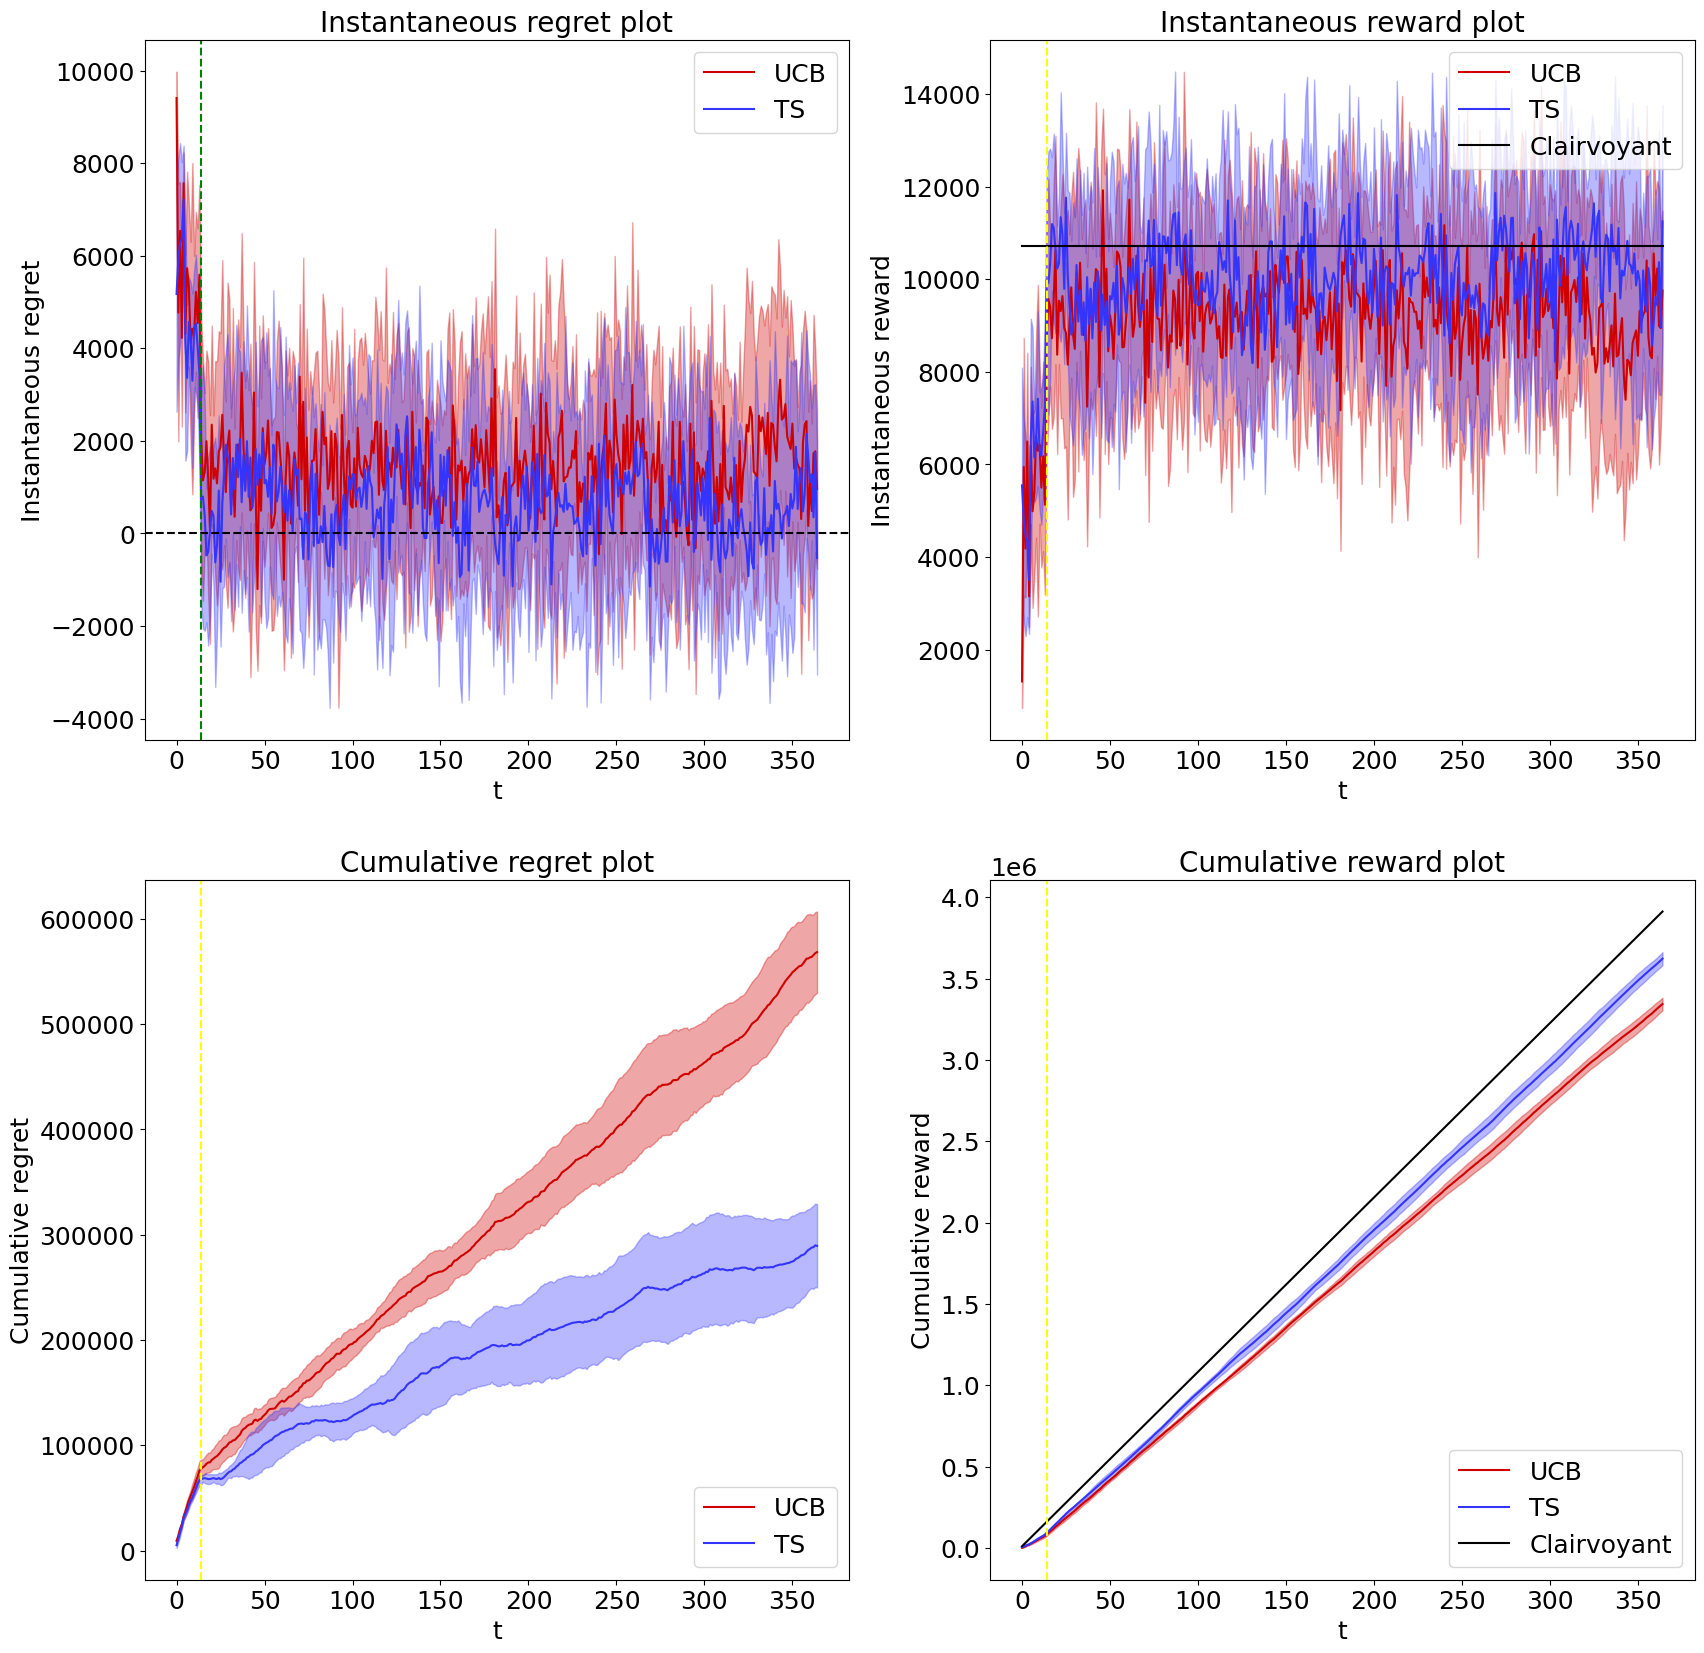 Instantaneous regret plot
Instantaneous regret
10000
8000
6000
4000
2000
0
−2000
−4000
UCB
TS
0 50 100 150 200 250 300 350
t
Instantaneous reward plot
Instantaneous reward
14000
12000
10000
8000
6000
4000
2000
UCB
TS
Clairvoyant
0 50 100 150 200 250 300 350
t
Cumulative regret plot
Cumulative regret
600000
500000
400000
300000
200000
100000
0
UCB
TS
0 50 100 150 200 250 300 350
t
Cumulative reward plot
1e6
Cumulative reward
4.0
3.5
3.0
2.5
2.0
1.5
1.0
0.5
0.0
UCB
TS
Clairvoyant
0 50 100 150 200 250 300 350
t